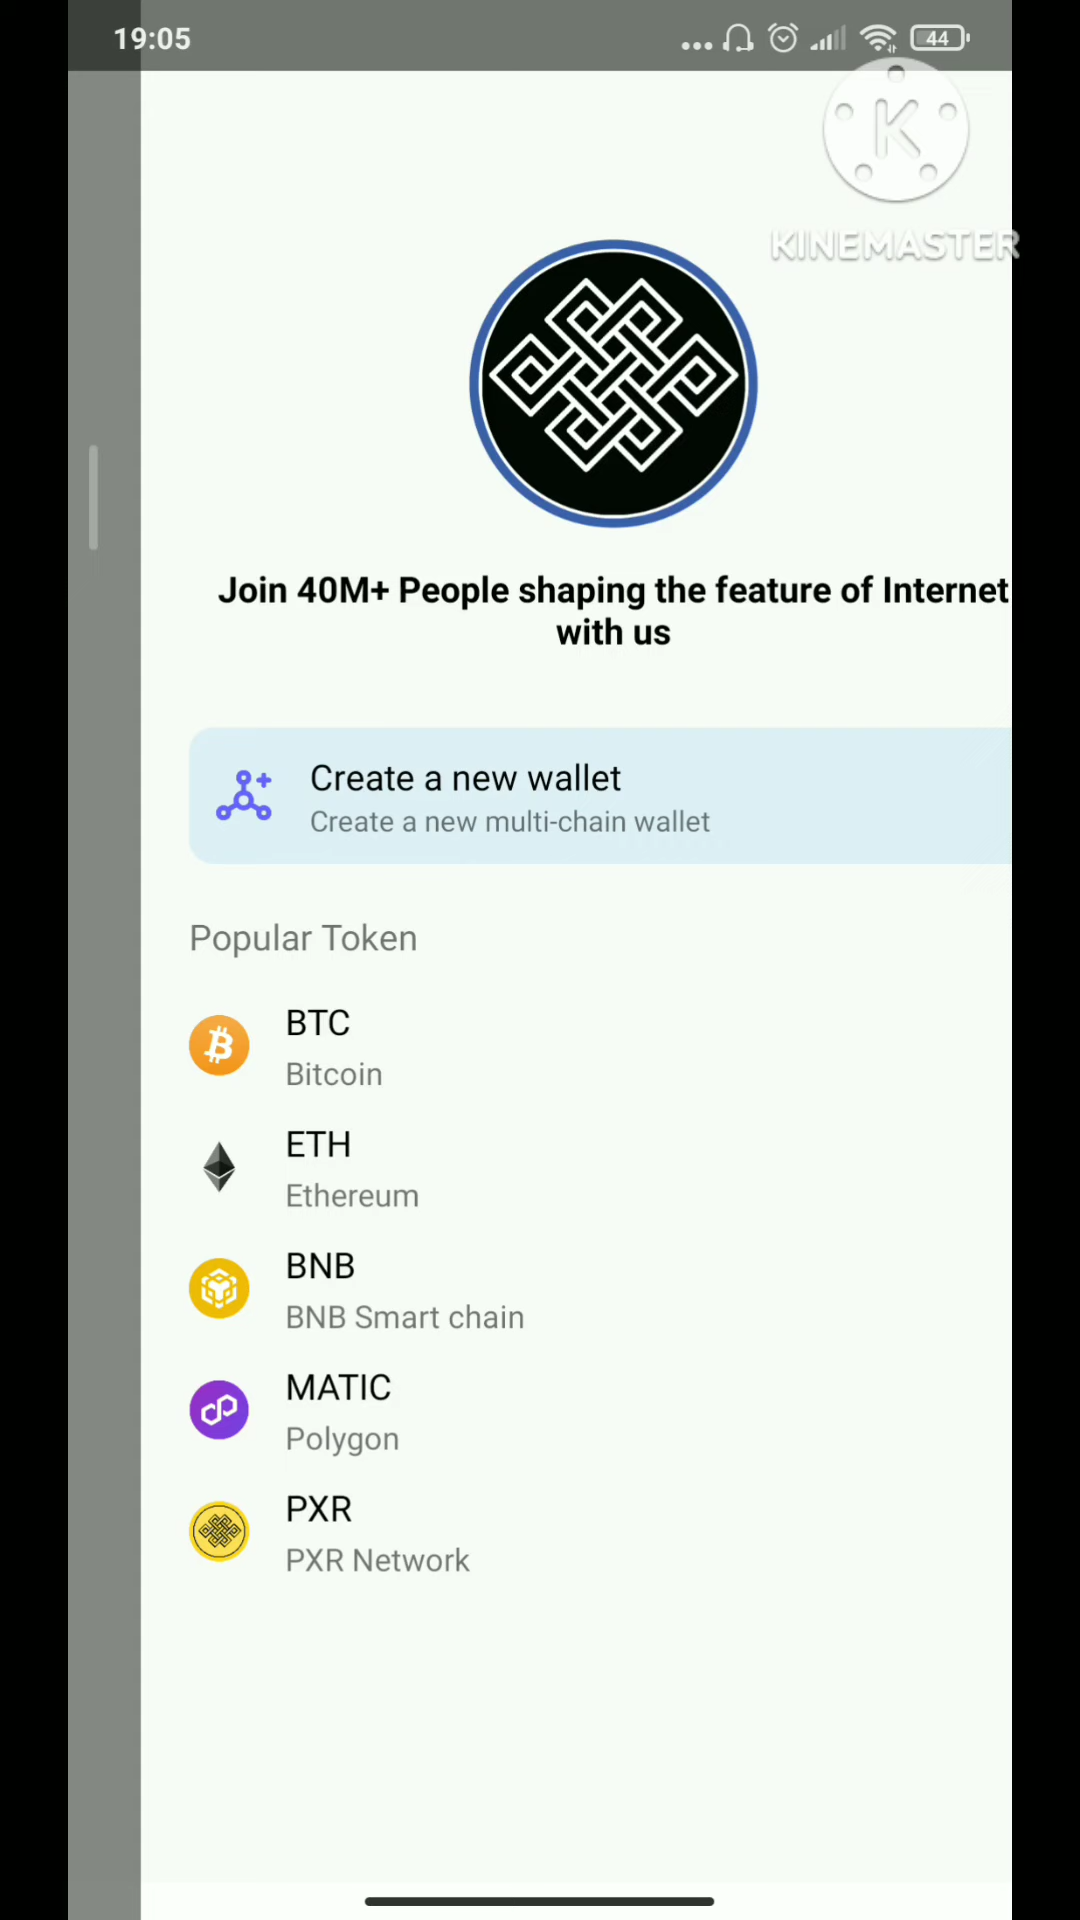 19:05
44
K
KINEMASTER
Join 40M+ People shaping the feature of Internet
with us
Create a new wallet
Create a new multi-chain wallet
Popular Token
BTC
Bitcoin
ETH
Ethereum
BNB
BNB Smart chain
MATIC
Polygon
PXR
PXR Network